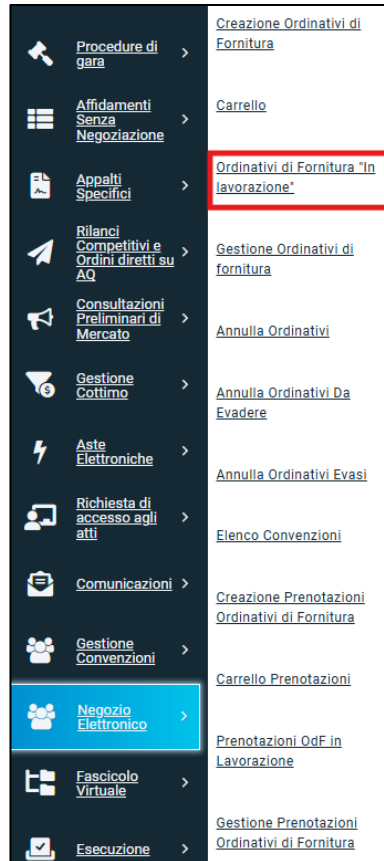 Procedure di
gara
Affidamenti
Senza
Negoziazione
Appalti
Specifici
Rilanci
Competitivi e
Ordini diretti su
AQ
Consultazioni
Preliminari di
Mercato
Gestione
Cottimo
Aste
Elettroniche
Richiesta di
accesso agli
atti
Comunicazioni
Gestione
Convenzioni
Negozio
Elettronico
Fascicolo
Virtuale
Esecuzione
Creazione Ordinativi di
Fornitura
Carrello
Ordinativi di Fornitura "In
lavorazione"
Gestione Ordinativi di
fornitura
Annulla Ordinativi
Annulla Ordinativi Da
Evadere
Annulla Ordinativi Evasi
Elenco Convenzioni
Creazione Prenotazioni
Ordinativi di Fornitura
Carrello Prenotazioni
Prenotazioni OdF in
Lavorazione
Gestione Prenotazioni
Ordinativi di Fornitura